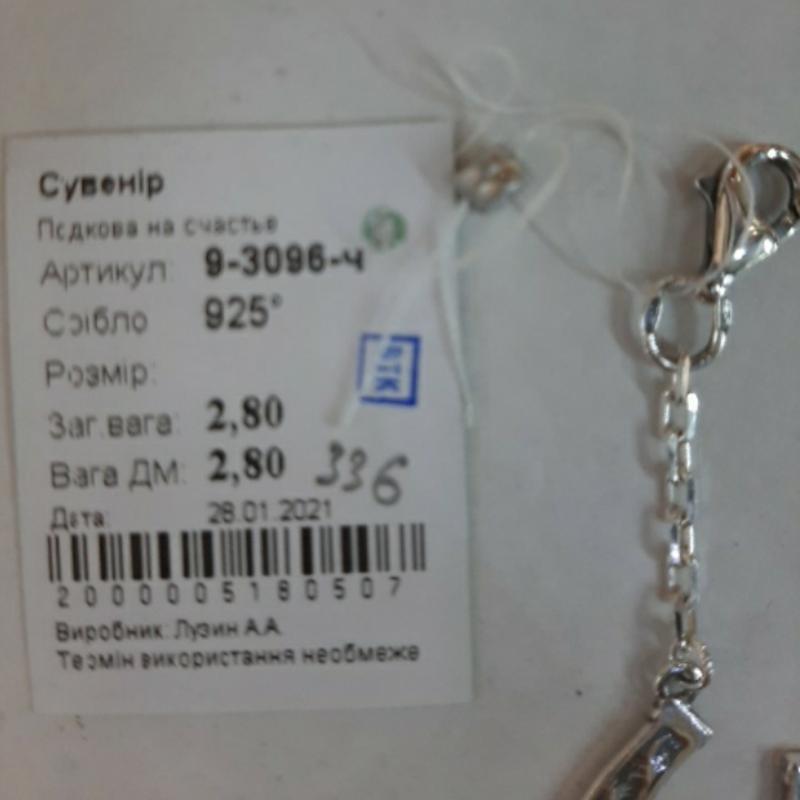 Сувенір
Підкова на счастье
Артикул: 9-3096-ч
Срібло 925°
Розмір:
Заг.вага: 2,80
Вага ДМ: 2,80 336
Дата: 28.01.2021
2000005180507
Виробник: Лузин А.А.
Термін використання необмеже